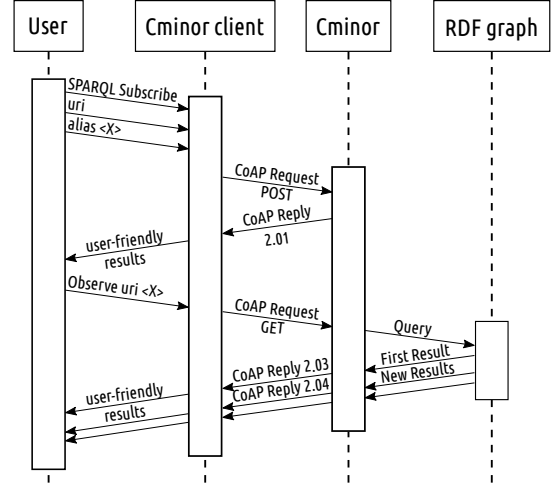 User
Cminor client
Cminor
RDF graph
SPARQL Subscribe
uri
alias <X>
CoAP Request
POST
CoAP Reply
2.01
user-friendly
results
Observe uri <X>
CoAP Request
GET
Query
First Result
New Results
CoAP Reply 2.03
CoAP Reply 2.04
user-friendly
results